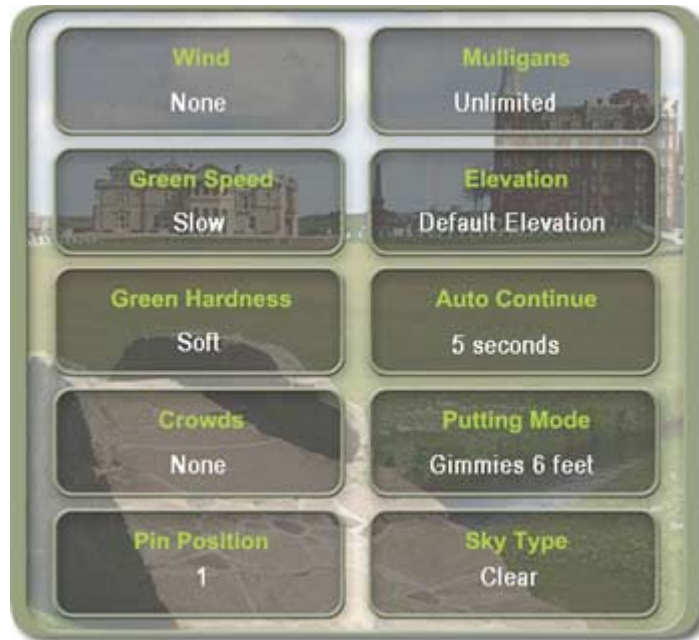 Wind
None
Mulligans
Unlimited
Green Speed
Slow
Elevation
Default Elevation
Green Hardness
Soft
Auto Continue
5 seconds
Crowds
None
Putting Mode
Gimmies 6 feet
Pin Position
1
Sky Type
Clear